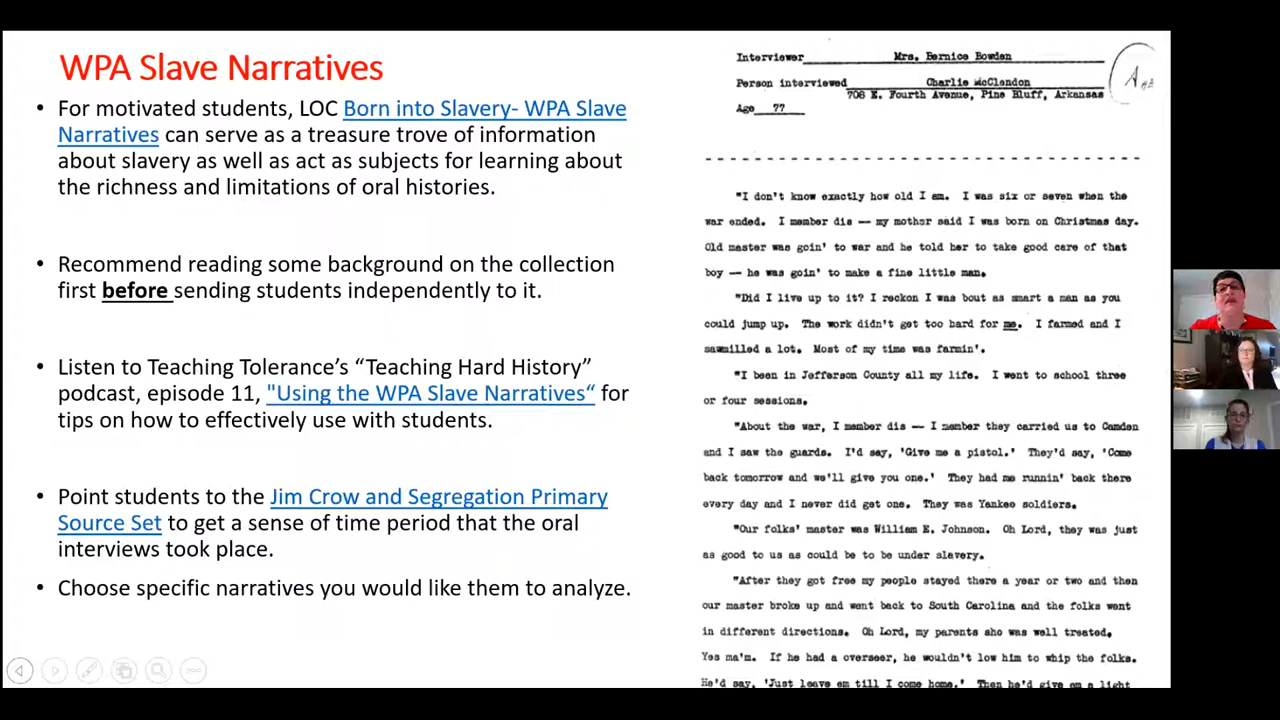 WPA Slave Narratives
• For motivated students, LOC Born into Slavery- WPA Slave
Narratives can serve as a treasure trove of information
about slavery as well as act as subjects for learning about
the richness and limitations of oral histories.
• Recommend reading some background on the collection
first before sending students independently to it.
• Listen to Teaching Tolerance’s “Teaching Hard History”
podcast, episode 11, "Using the WPA Slave Narratives“ for
tips on how to effectively use with students.
• Point students to the Jim Crow and Segregation Primary
Source Set to get a sense of time period that the oral
interviews took place.
• Choose specific narratives you would like them to analyze.
Interviewer Mrs. Bernice Bowden
Person interviewed Charlie McClendon
708 E. Fourth Avenue, Pine Bluff, Arkansas
Age 77
"I don't know exactly how old I am. I was six or seven when the
war ended. I member dis -- my mother said I was born on Christmas day.
Old master was goin' to war and he told her to take good care of that
boy -- he was goin' to make a fine little man.
"Did I live up to it? I reckon I was bout as smart a man as you
could jump up. The work didn't get too hard for me. I farmed and I
sawmilled a lot. Most of my time was farmin'.
"I been in Jefferson County all my life. I went to school three
or four sessions.
"About the war, I member dis -- I member they carried us to Camden
and I saw the guards. I'd say, 'Give me a pistol.' They'd say, 'Come
back tomorrow and we'll give you one.' They had me runnin' back there
every day and I never did get one. They was Yankee soldiers.
"Our folks' master was William E. Johnson. Oh Lord, they was just
as good to us as could be to be under slavery.
"After they got free my people stayed there a year or two and then
our master broke up and went back to South Carolina and the folks went
in different directions. Oh Lord, my parents sho was well treated.
Yes ma'm. If he had a overseer, he wouldn't low him to whip the folks.
He'd say, 'Just leave em till I come home.' Then he'd give em a light